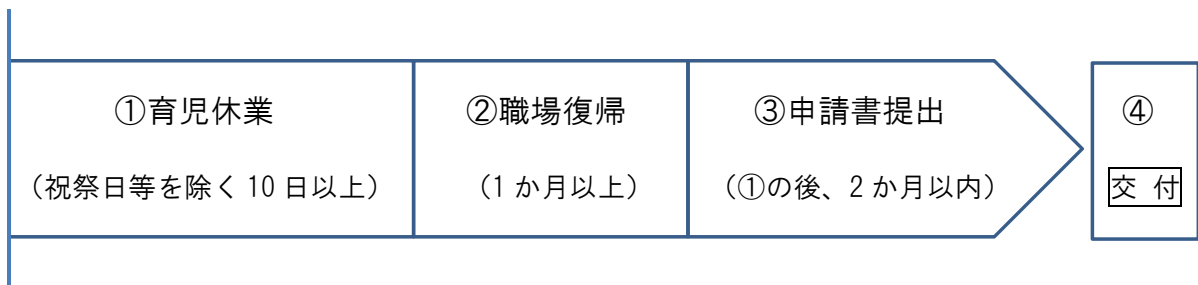 ①育児休業
(祝祭日等を除く 10 日以上)
②職場復帰
(1 か月以上)
③申請書提出
(①の後、2 か月以内)
④
交 付